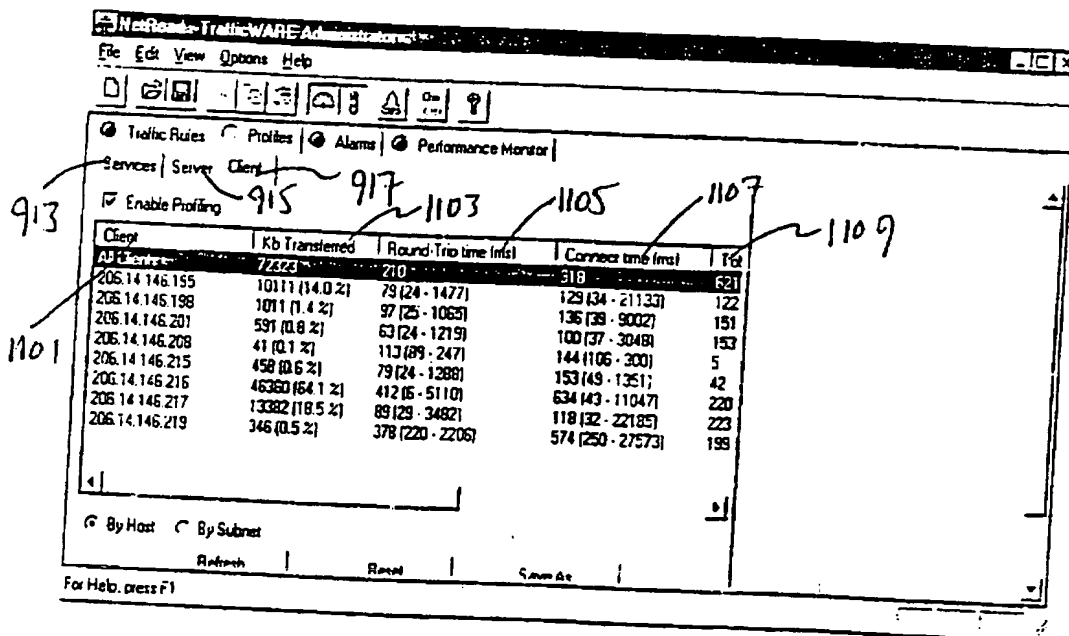 NetRoads-TrafficWARE Administrator
File Edit View Options Help
Traffic Rules Profiles Alarms Performance Monitor
Services Server Client
913 915 917
Enable Profiling
1103 1105 1107 1109
Client Kb Transferred Round-Trip time (ms) Connect time (ms) Tot
All Clients 72323 210 318 621
206.14.146.195 10111 (14.0 %) 79 (24 - 1477) 129 (34 - 21133) 122
206.14.146.198 1011 (1.4 %) 97 (25 - 1065) 136 (39 - 9002) 151
206.14.146.201 591 (0.8 %) 63 (24 - 1219) 100 (37 - 3048) 153
206.14.146.208 41 (0.1 %) 113 (89 - 247) 144 (106 - 300) 5
206.14.146.215 458 (0.6 %) 79 (24 - 1288) 153 (49 - 1351) 42
206.14.146.216 46360 (64.1 %) 412 (6 - 5110) 634 (43 - 11047) 220
206.14.146.217 13382 (18.5 %) 89 (29 - 3482) 118 (32 - 22185) 223
206.14.146.219 346 (0.5 %) 378 (220 - 2206) 574 (250 - 27573) 199
1101
By Host By Subnet
Refresh Reset Save As
For Help, press F1